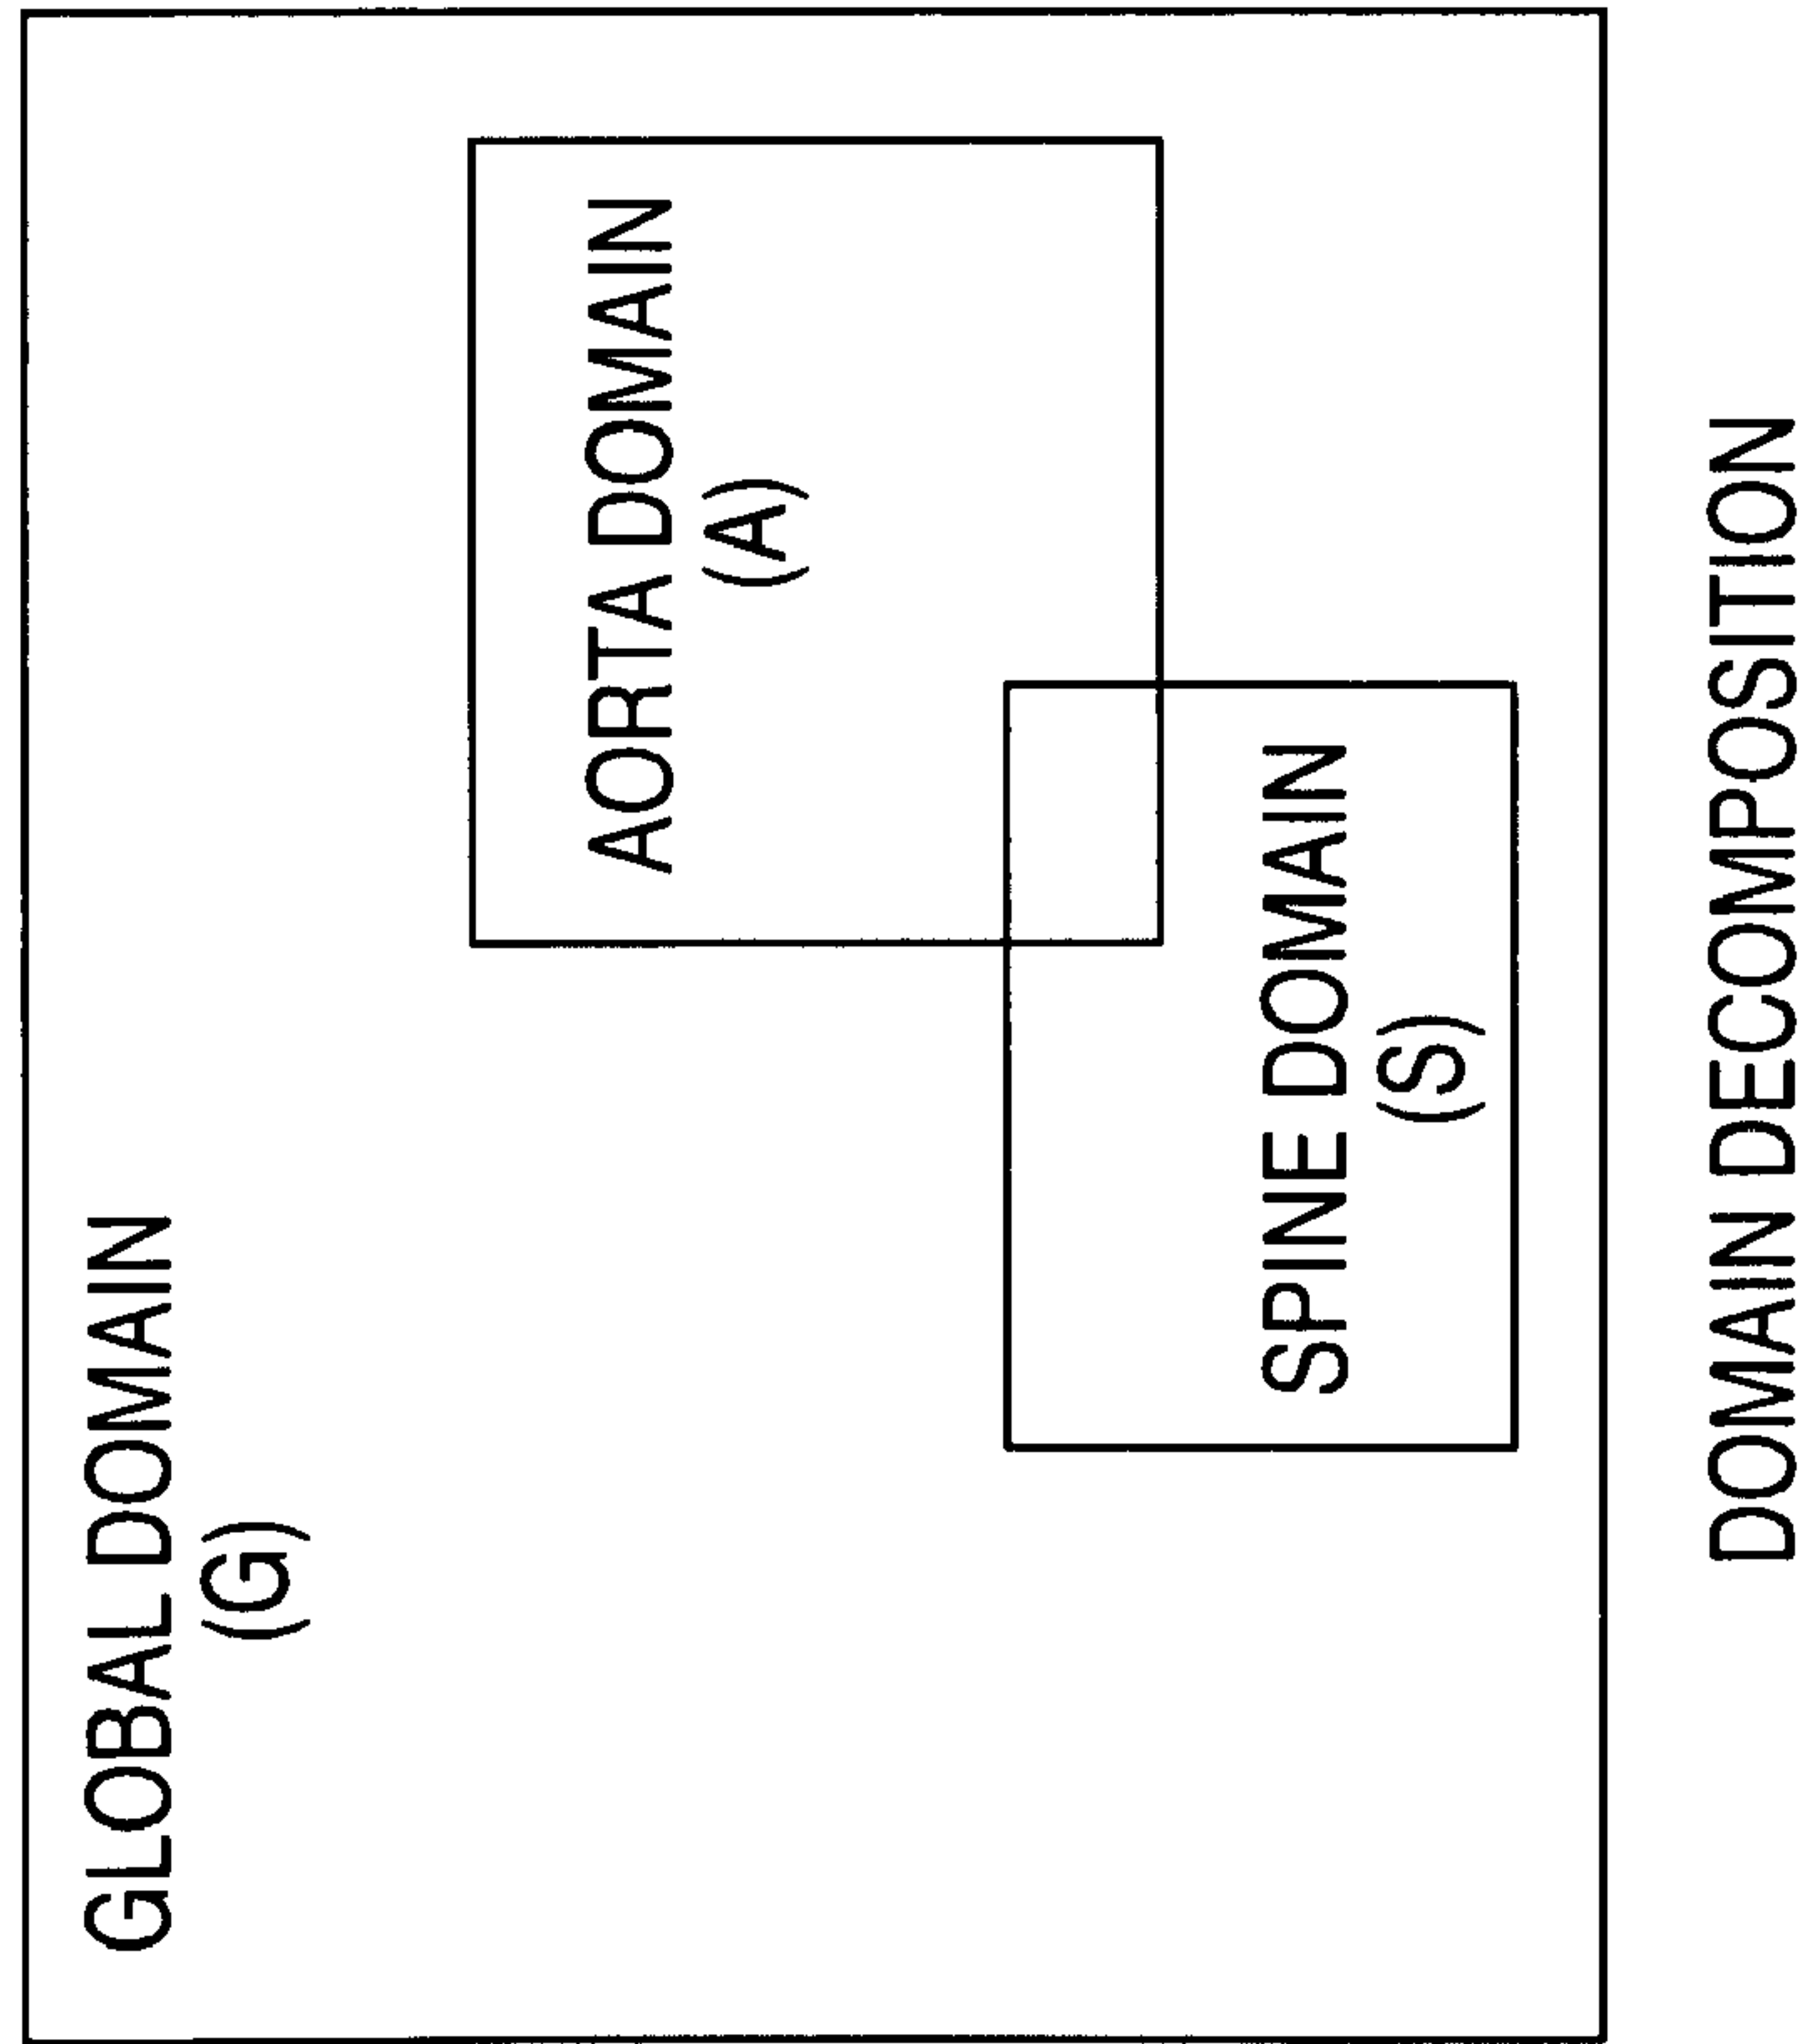 GLOBAL DOMAIN
(G)
AORTA DOMAIN
(A)
SPINE DOMAIN
(S)
DOMAIN DECOMPOSITION